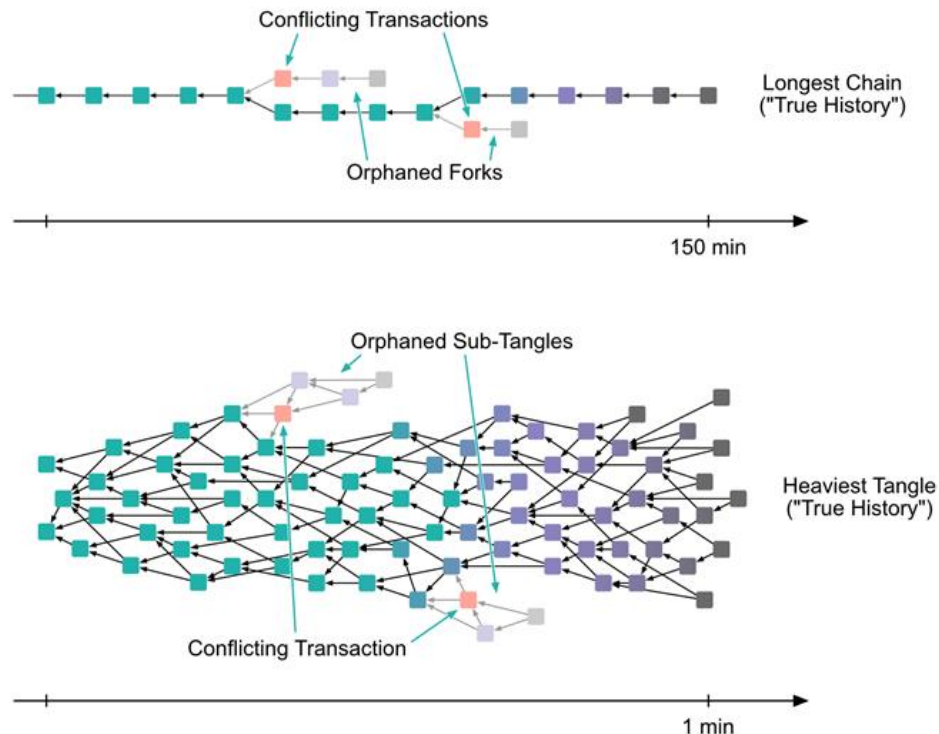 Conflicting Transactions
Longest Chain
("True History")
Orphaned Forks
150 min
Orphaned Sub-Tangles
Heaviest Tangle
("True History")
Conflicting Transaction
1 min